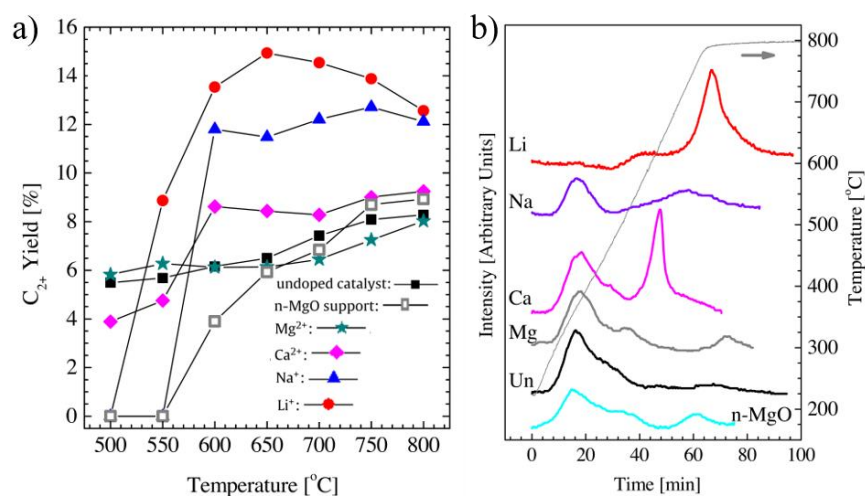 a)
C2+ Yield [%]
16
14
12
10
8
6
4
2
0
undoped catalyst:
n-MgO support:
Mg²⁺:
Ca²⁺:
Na⁺:
Li⁺:
500 550 600 650 700 750 800
Temperature [°C]
b)
Intensity [Arbitrary Units]
Li
Na
Ca
Mg
Un
n-MgO
800
700
600
500
400
300
200
Temperature [°C]
0 20 40 60 80 100
Time [min]